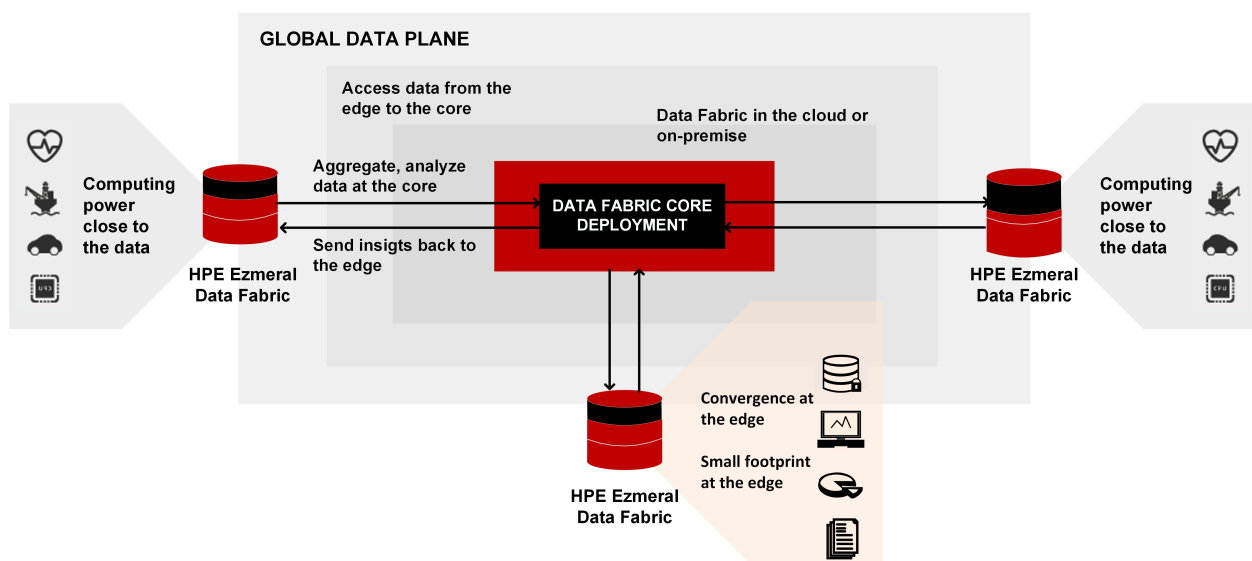 GLOBAL DATA PLANE
Access data from the
edge to the core
Data Fabric in the cloud or
on-premise
Aggregate, analyze
data at the core
Computing
power
close to
the data
DATA FABRIC CORE
DEPLOYMENT
Computing
power
close to
the data
Send insigts back to
the edge
HPE Ezmeral
Data Fabric
HPE Ezmeral
Data Fabric
CPU
Convergence at
the edge
Small footprint
at the edge
HPE Ezmeral
Data Fabric